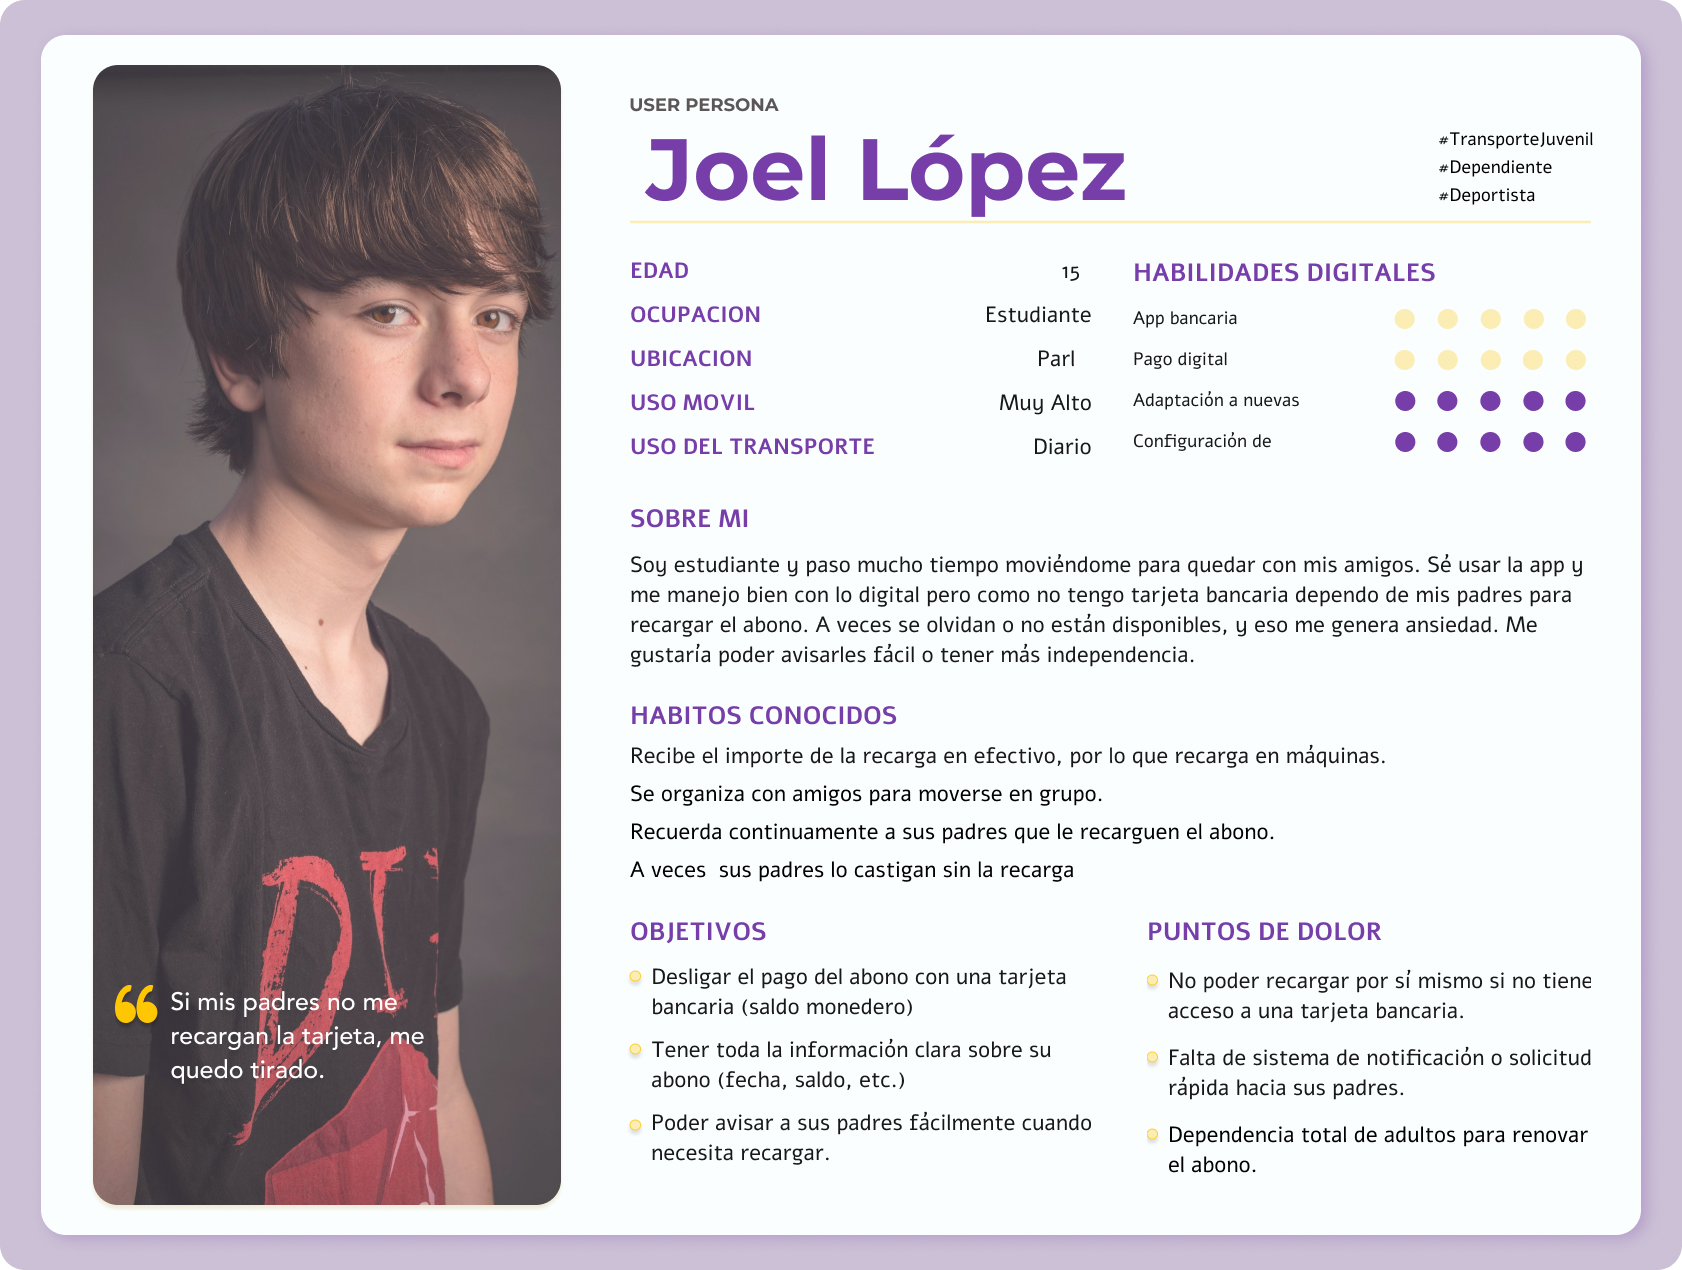 USER PERSONA
Joel López
#TransporteJuvenil
#Dependiente
#Deportista
EDAD 15
OCUPACION Estudiante
UBICACION Parl
USO MOVIL Muy Alto
USO DEL TRANSPORTE Diario
HABILIDADES DIGITALES
App bancaria
Pago digital
Adaptación a nuevas
Configuración de
SOBRE MI
Soy estudiante y paso mucho tiempo moviéndome para quedar con mis amigos. Sé usar la app y
me manejo bien con lo digital pero como no tengo tarjeta bancaria dependo de mis padres para
recargar el abono. A veces se olvidan o no están disponibles, y eso me genera ansiedad. Me
gustaría poder avisarles fácil o tener más independencia.
HABITOS CONOCIDOS
Recibe el importe de la recarga en efectivo, por lo que recarga en máquinas.
Se organiza con amigos para moverse en grupo.
Recuerda continuamente a sus padres que le recarguen el abono.
A veces  sus padres lo castigan sin la recarga
OBJETIVOS
Desligar el pago del abono con una tarjeta
bancaria (saldo monedero)
Tener toda la información clara sobre su
abono (fecha, saldo, etc.)
Poder avisar a sus padres fácilmente cuando
necesita recargar.
PUNTOS DE DOLOR
No poder recargar por sí mismo si no tiene
acceso a una tarjeta bancaria.
Falta de sistema de notificación o solicitud
rápida hacia sus padres.
Dependencia total de adultos para renovar
el abono.
❝ Si mis padres no me
recargan la tarjeta, me
quedo tirado.